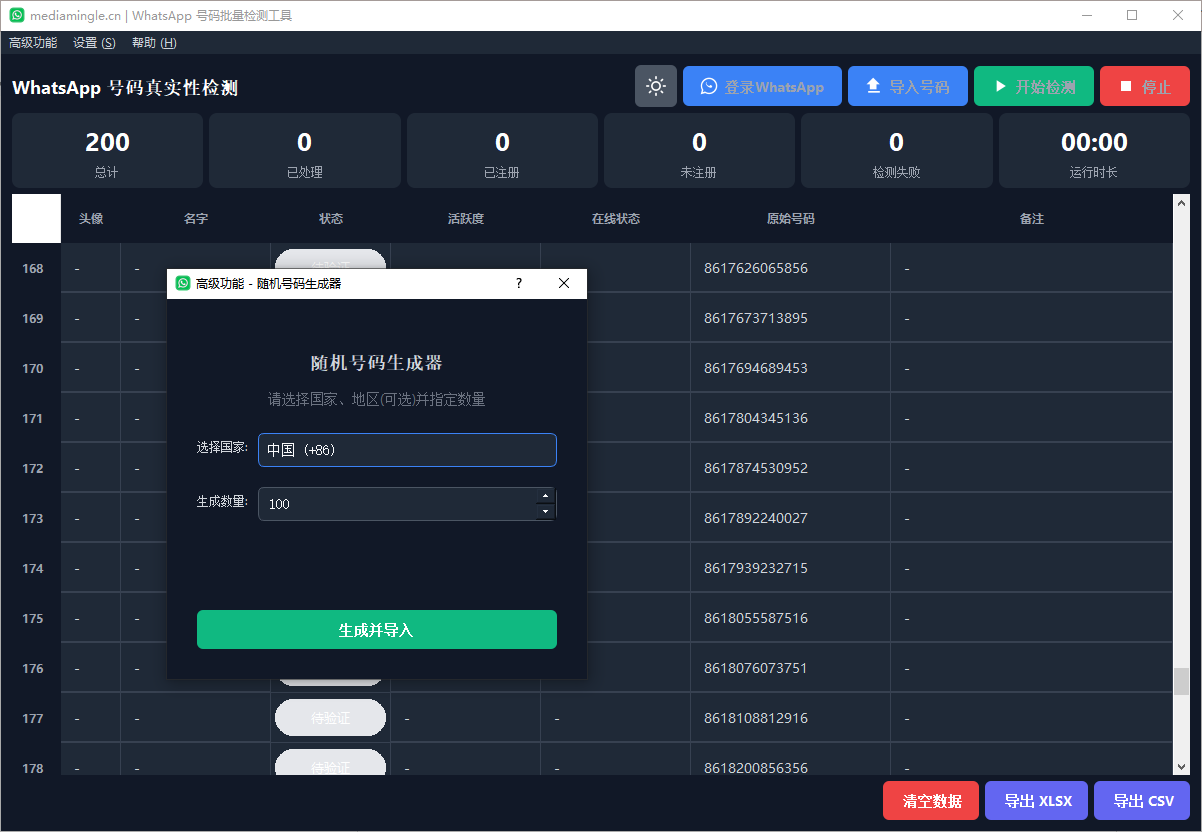 mediamingle.cn | WhatsApp 号码批量检测工具
高级功能 设置 (S) 帮助 (H)
WhatsApp 号码真实性检测
登录WhatsApp
导入号码
开始检测
停止
200
总计
0
已处理
0
已注册
0
未注册
0
检测失败
00:00
运行时长
头像 名字 状态 活跃度 在线状态 原始号码 备注
168 - - 待验证 8617626065856 -
169 - - 8617673713895 -
170 - - 8617694689453 -
171 - - 8617804345136 -
172 - - 8617874530952 -
173 - - 8617892240027 -
174 - - 8617939232715 -
175 - - 8618055587516 -
176 - - 8618076073751 -
177 - - 待验证 - - 8618108812916 -
178 - - 待验证 - - 8618200856356 -
高级功能 - 随机号码生成器 ?
随机号码生成器
请选择国家、地区(可选)并指定数量
选择国家: 中国 (+86)
生成数量: 100
生成并导入
清空数据
导出 XLSX
导出 CSV